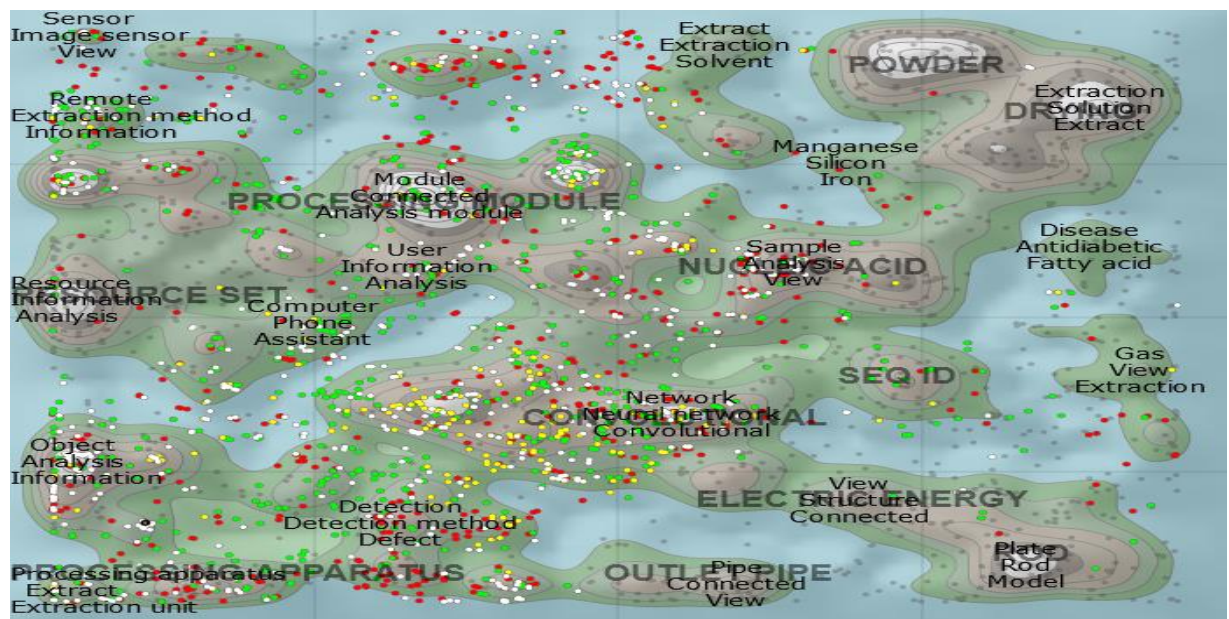 Sensor
Image sensor
View
Extract
Extraction
Solvent
POWDER
Remote
Extraction method
Information
Extraction
Solution
Extract
Manganese
Silicon
Iron
Module
Connected
Analysis module
User
Information
Analysis
Sample
Analysis
View
Disease
Antidiabetic
Fatty acid
Resource
Information
Analysis
Computer
Phone
Assistant
SEQ ID
Gas
View
Extraction
Network
Neural network
Convolutional
Object
Analysis
Information
ELECTRIC ENERGY
View
Structure
Connected
Detection
Detection method
Defect
Plate
Rod
Model
PROCESSING APPARATUS
Processing apparatus
Extract
Extraction unit
OUTLET PIPE
Pipe
Connected
View